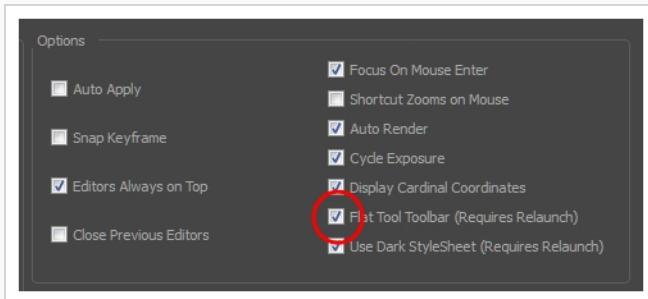 Options
Auto Apply
Snap Keyframe
Editors Always on Top
Close Previous Editors
Focus On Mouse Enter
Shortcut Zooms on Mouse
Auto Render
Cycle Exposure
Display Cardinal Coordinates
Flat Tool Toolbar (Requires Relaunch)
Use Dark StyleSheet (Requires Relaunch)